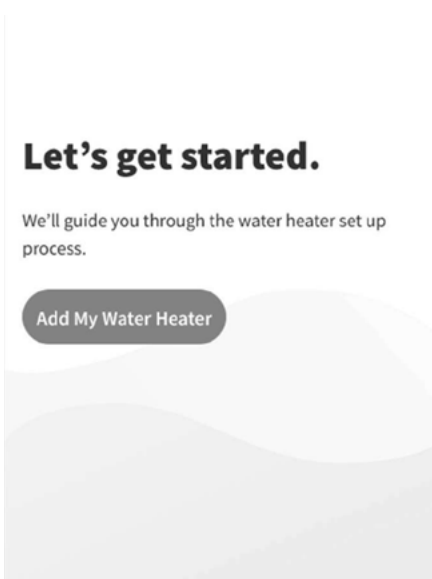 Let’s get started.
We’ll guide you through the water heater set up
process.
Add My Water Heater